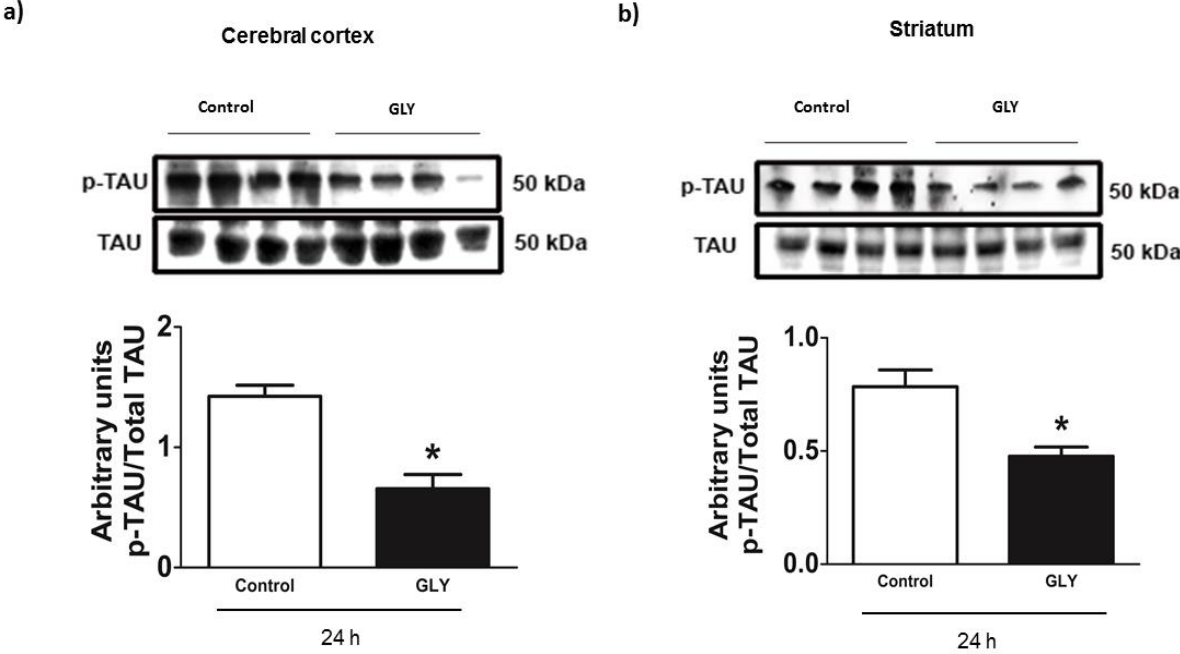 a)
Cerebral cortex
Control GLY
p-TAU 50 kDa
TAU 50 kDa
Arbitrary units
p-TAU/Total TAU
2
1
0
*
Control GLY
24 h
b)
Striatum
Control GLY
p-TAU 50 kDa
TAU 50 kDa
Arbitrary units
p-TAU/Total TAU
1.0
0.5
0.0
*
Control GLY
24 h